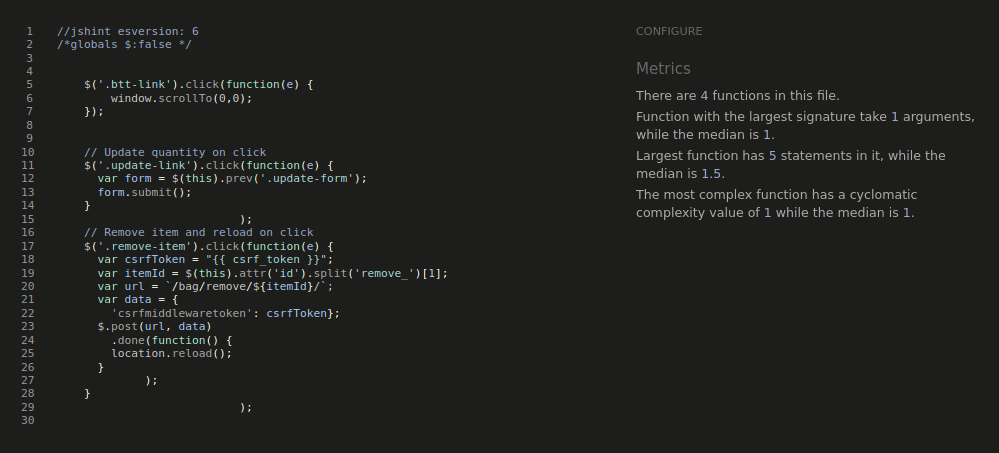 1 //jshint esversion: 6
2 /*globals $:false */
3
4
5 $('.btt-link').click(function(e) {
6 window.scrollTo(0,0);
7 });
8
9
10 // Update quantity on click
11 $('.update-link').click(function(e) {
12 var form = $(this).prev('.update-form');
13 form.submit();
14 }
15 );
16 // Remove item and reload on click
17 $('.remove-item').click(function(e) {
18 var csrfToken = "{{ csrf_token }}";
19 var itemId = $(this).attr('id').split('remove_')[1];
20 var url = `/bag/remove/${itemId}/`;
21 var data = {
22 'csrfmiddlewaretoken': csrfToken};
23 $.post(url, data)
24 .done(function() {
25 location.reload();
26 }
27 );
28 }
29 );
30
CONFIGURE
Metrics
There are 4 functions in this file.
Function with the largest signature take 1 arguments,
while the median is 1.
Largest function has 5 statements in it, while the
median is 1.5.
The most complex function has a cyclomatic
complexity value of 1 while the median is 1.